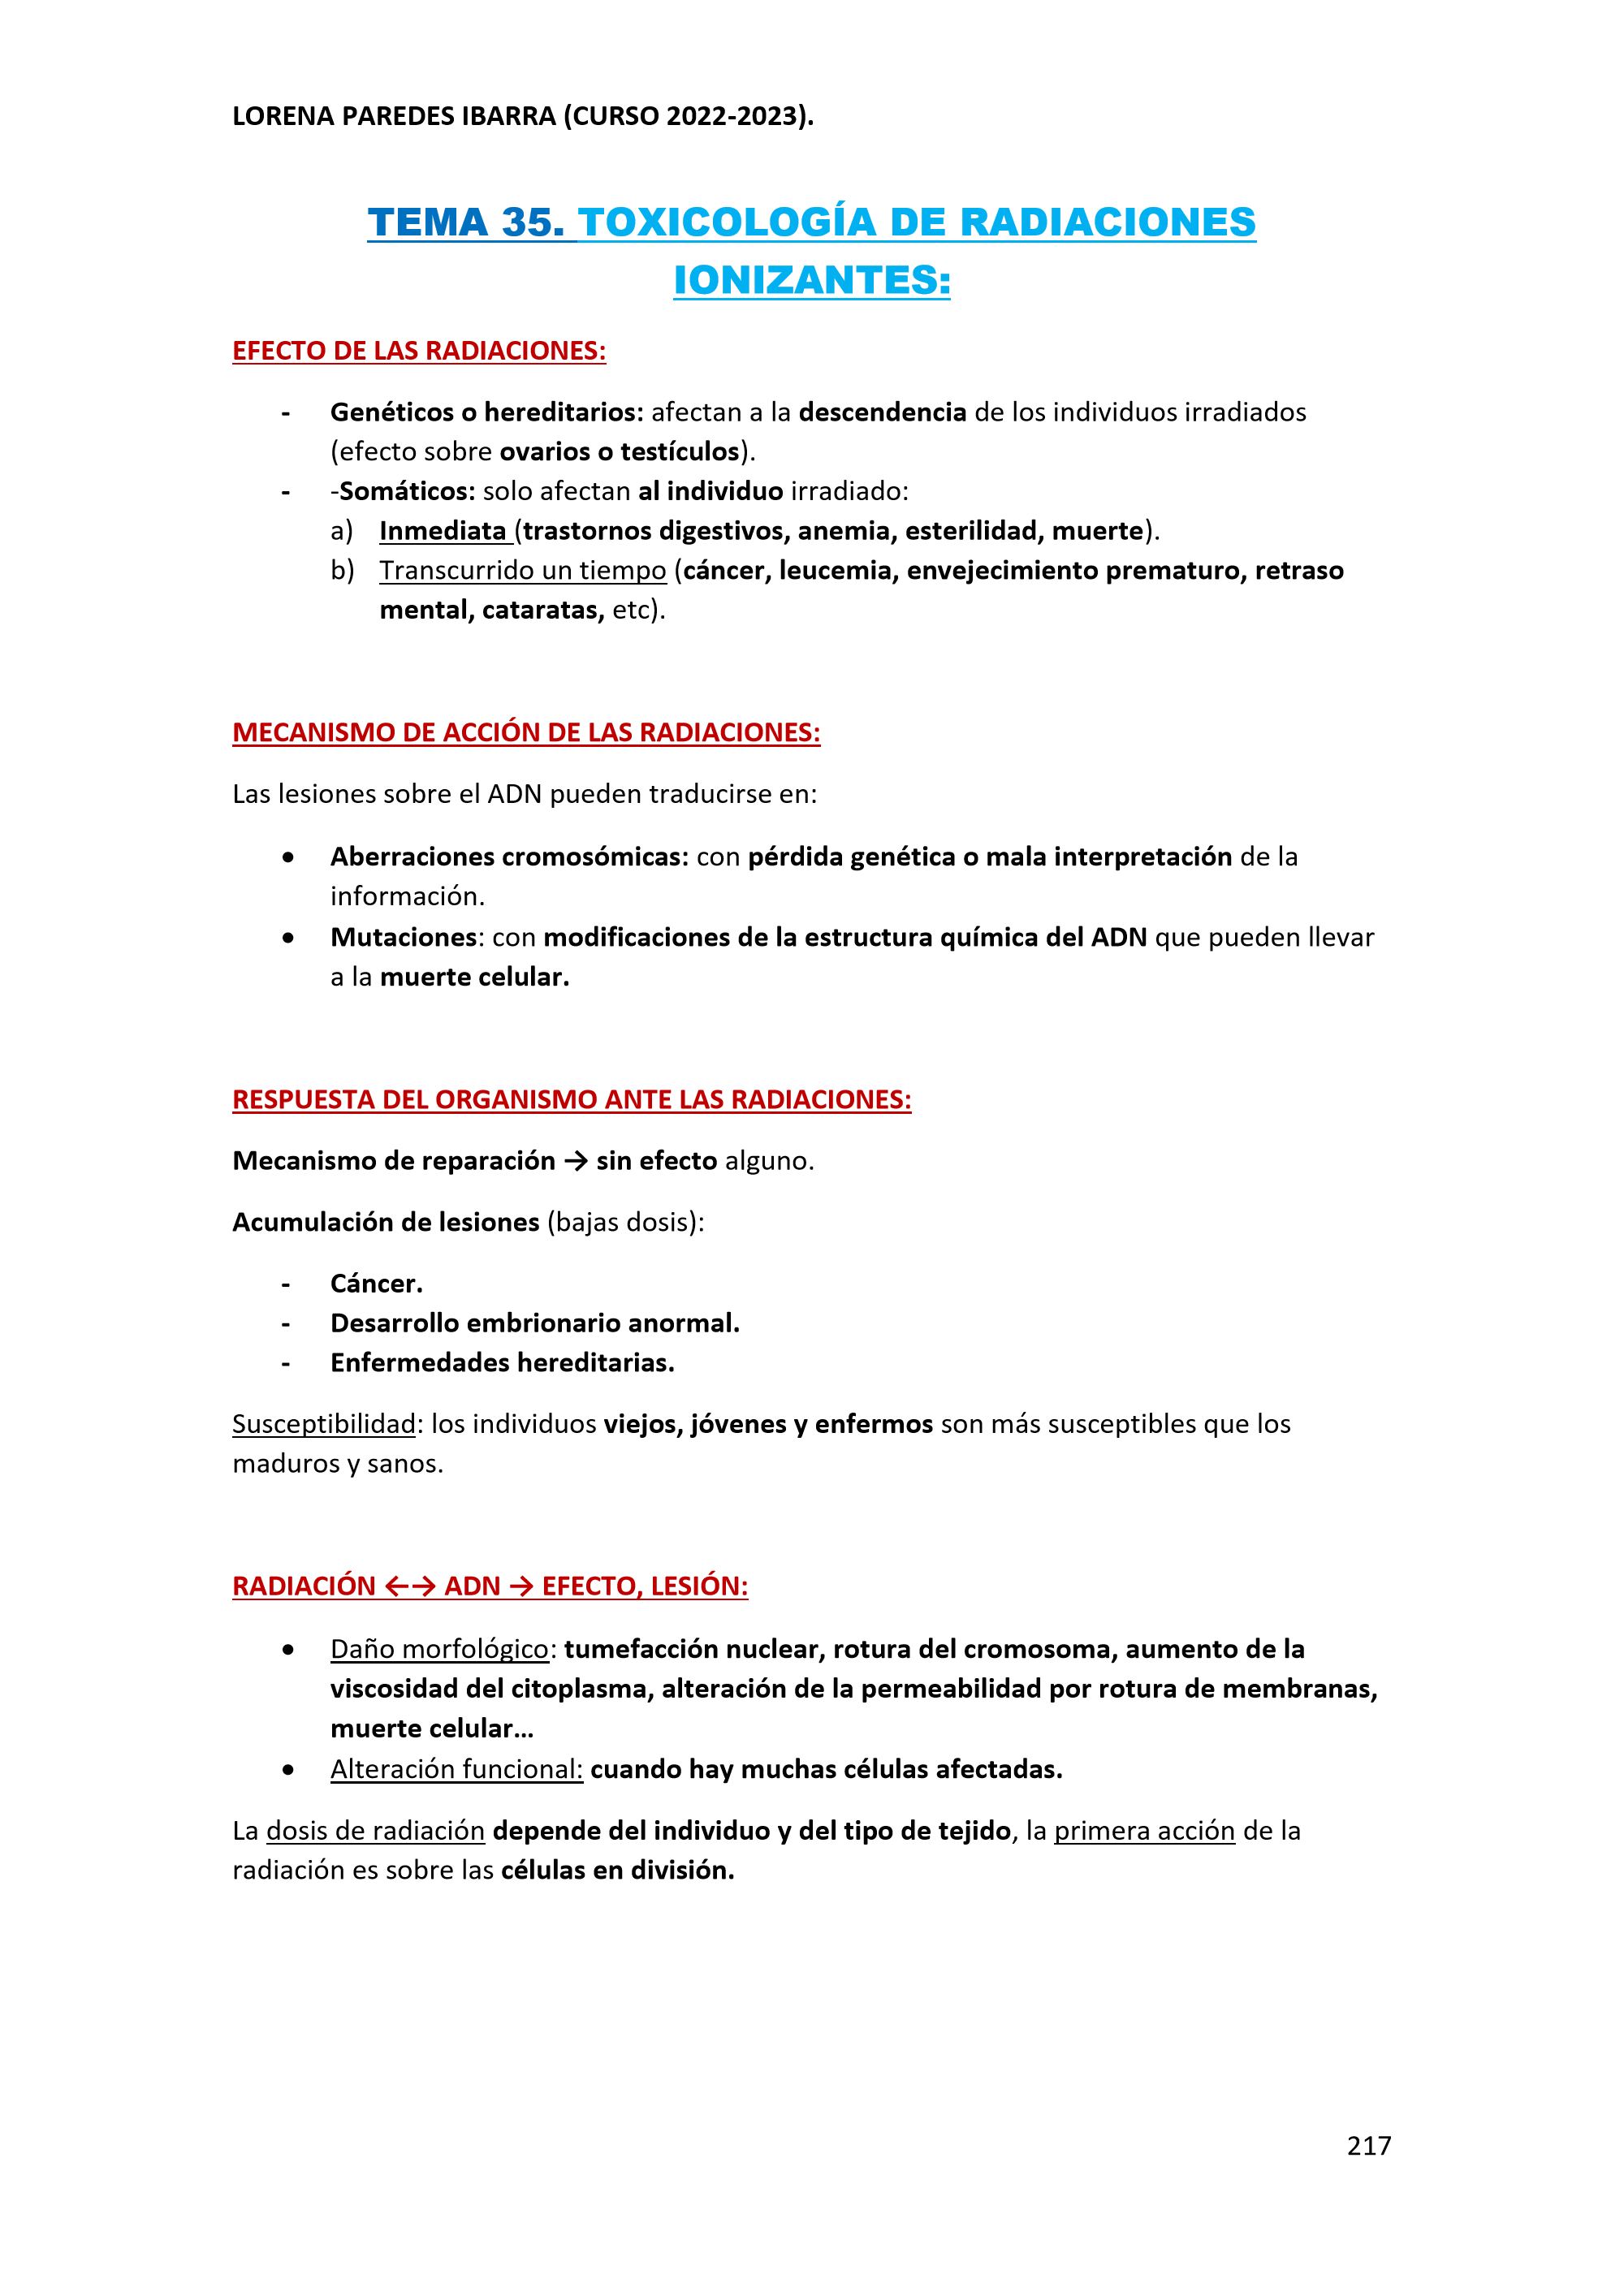 LORENA PAREDES IBARRA (CURSO 2022-2023).
TEMA 35. TOXICOLOGÍA DE RADIACIONES
IONIZANTES:
EFECTO DE LAS RADIACIONES:
- Genéticos o hereditarios: afectan a la descendencia de los individuos irradiados
(efecto sobre ovarios o testículos).
- -Somáticos: solo afectan al individuo irradiado:
a) Inmediata (trastornos digestivos, anemia, esterilidad, muerte).
b) Transcurrido un tiempo (cáncer, leucemia, envejecimiento prematuro, retraso
mental, cataratas, etc).
MECANISMO DE ACCIÓN DE LAS RADIACIONES:
Las lesiones sobre el ADN pueden traducirse en:
• Aberraciones cromosómicas: con pérdida genética o mala interpretación de la
información.
• Mutaciones: con modificaciones de la estructura química del ADN que pueden llevar
a la muerte celular.
RESPUESTA DEL ORGANISMO ANTE LAS RADIACIONES:
Mecanismo de reparación → sin efecto alguno.
Acumulación de lesiones (bajas dosis):
- Cáncer.
- Desarrollo embrionario anormal.
- Enfermedades hereditarias.
Susceptibilidad: los individuos viejos, jóvenes y enfermos son más susceptibles que los
maduros y sanos.
RADIACIÓN ←→ ADN → EFECTO, LESIÓN:
• Daño morfológico: tumefacción nuclear, rotura del cromosoma, aumento de la
viscosidad del citoplasma, alteración de la permeabilidad por rotura de membranas,
muerte celular...
• Alteración funcional: cuando hay muchas células afectadas.
La dosis de radiación depende del individuo y del tipo de tejido, la primera acción de la
radiación es sobre las células en división.
217